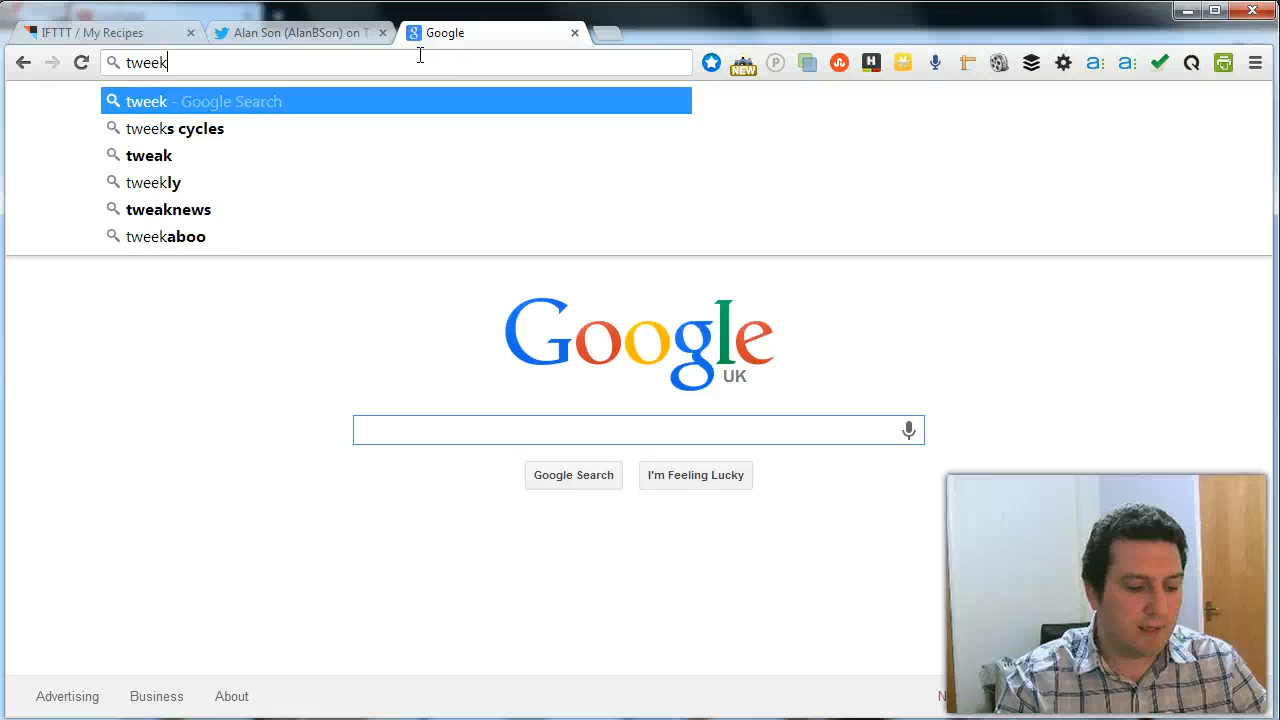 IFTTT / My Recipes
Alan Son (AlanBSon) on T
Google
tweek
NEW
tweek - Google Search
tweeks cycles
tweak
tweekly
tweaknews
tweekaboo
Google
UK
Google Search
I'm Feeling Lucky
Advertising
Business
About
N